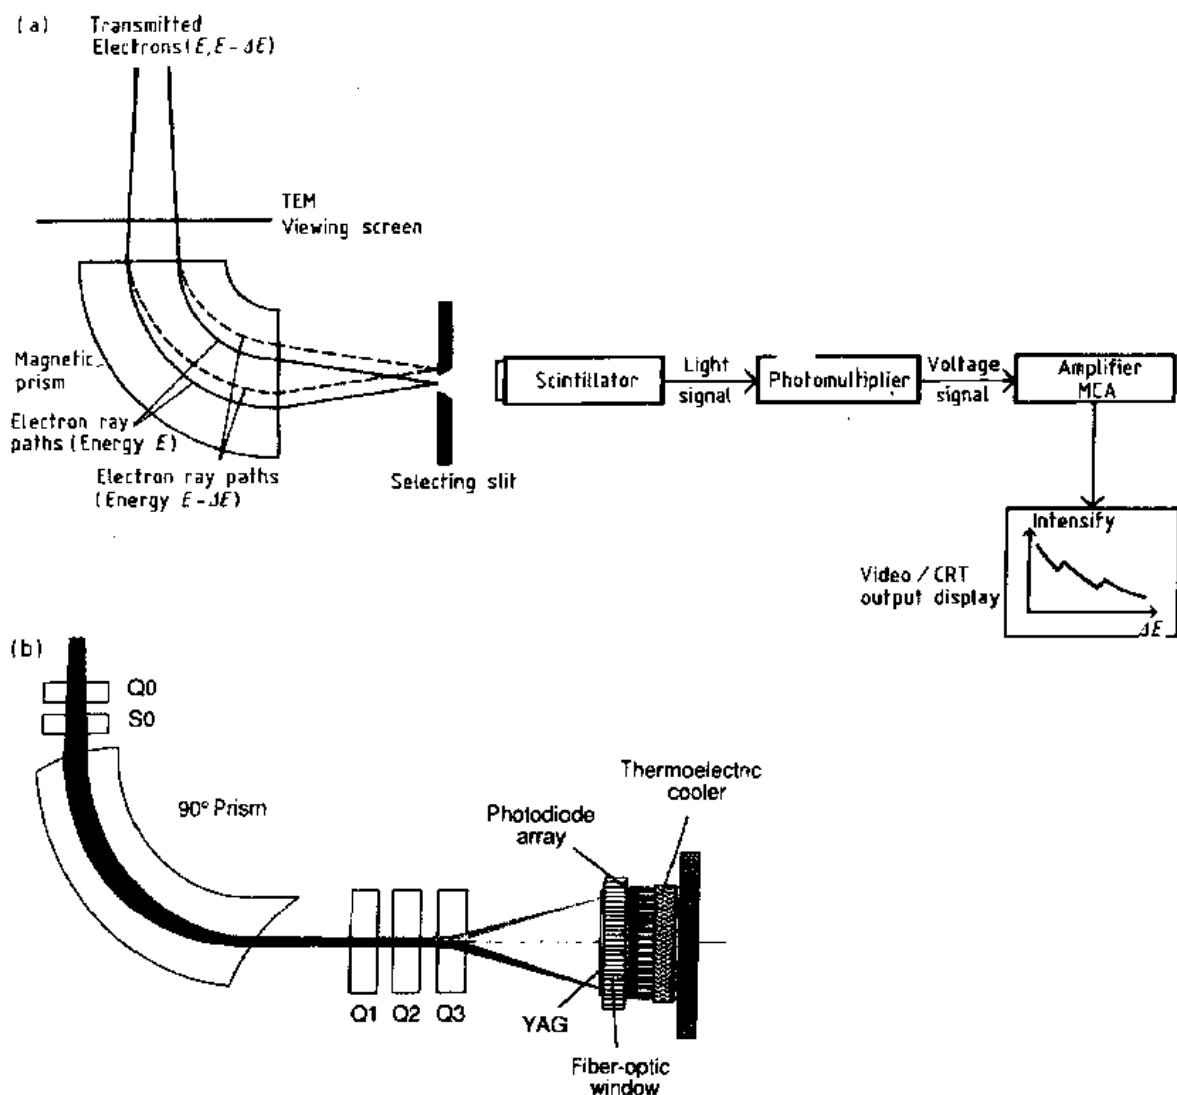 (a) Transmitted
Electrons (E, E - ΔE)
TEM
Viewing screen
Magnetic
prism
Electron ray
paths (Energy E)
Electron ray paths
(Energy E - ΔE)
Selecting slit
Scintillator
Light
signal
Photomultiplier
Voltage
signal
Amplifier
MCA
Intensify
Video / CRT
output display
ΔE
(b)
Q0
S0
90° Prism
Thermoelectric
cooler
Photodiode
array
Q1 Q2 Q3
YAG
Fiber-optic
window